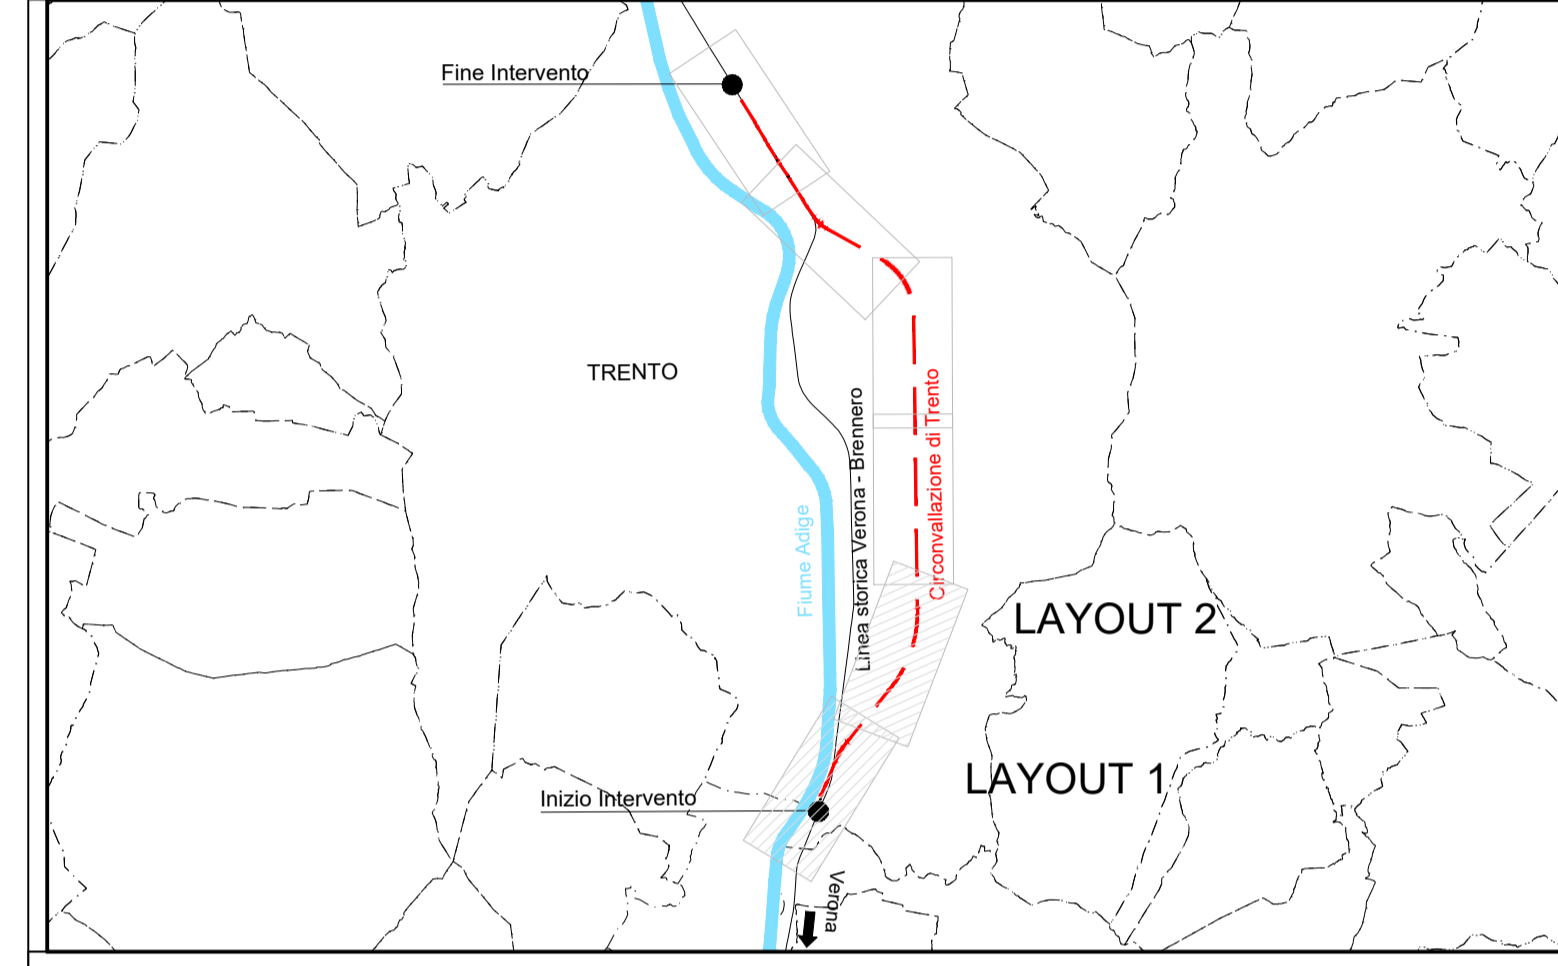 Fine Intervento
TRENTO
Fiume Adige
Linea storica Verona - Brennero
Circonvallazione di Trento
LAYOUT 2
LAYOUT 1
Inizio Intervento
Verona